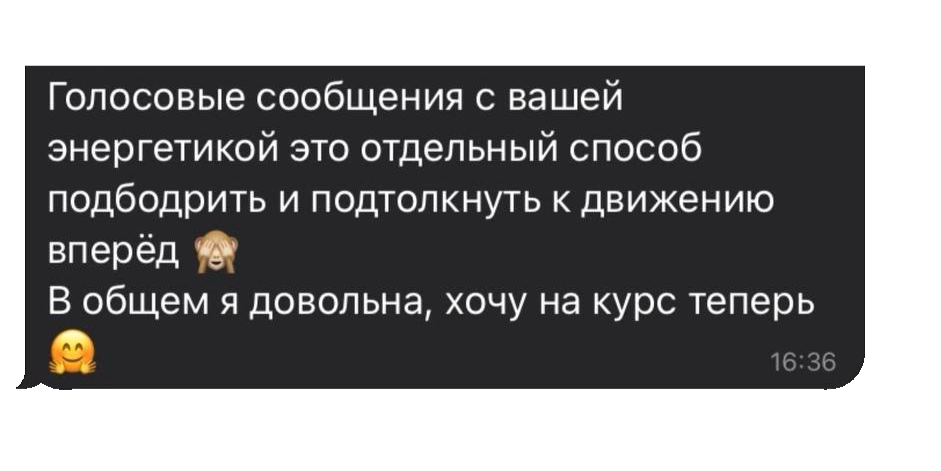 Голосовые сообщения с вашей
энергетикой это отдельный способ
подбодрить и подтолкнуть к движению
вперёд 🙈
В общем я довольна, хочу на курс теперь
🤗
16:36